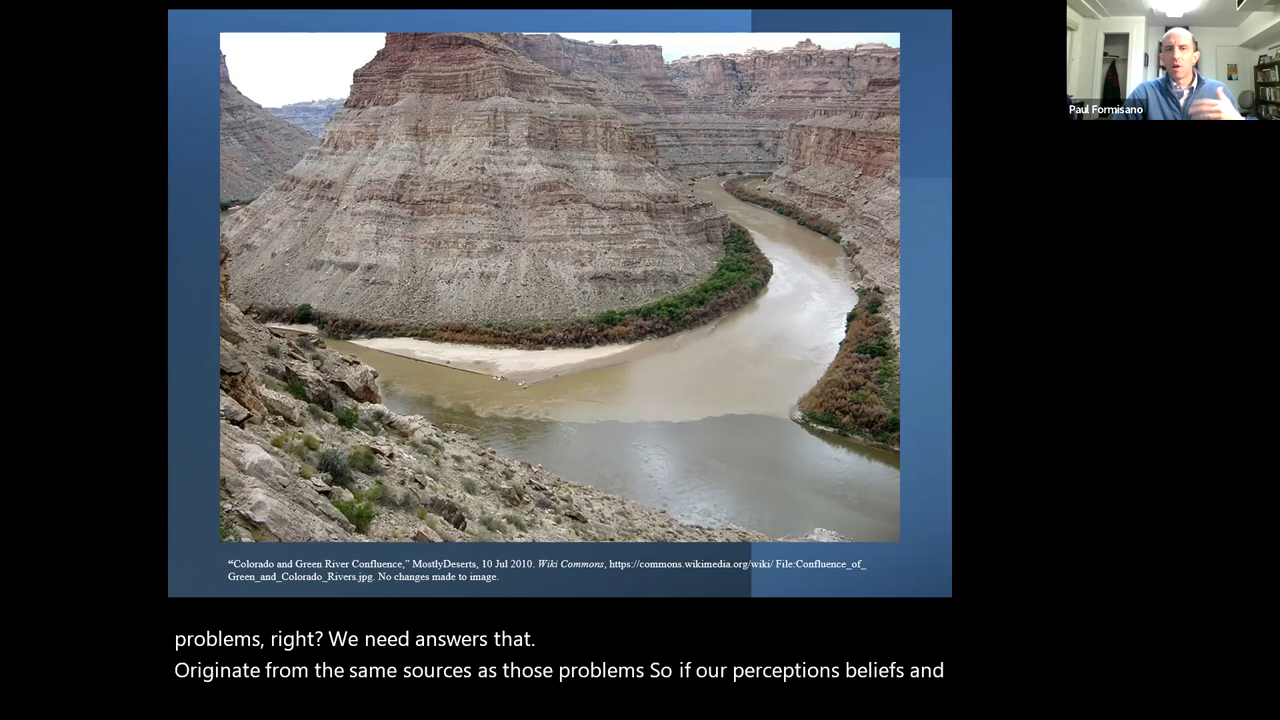 Paul Formisano
“Colorado and Green River Confluence,” MostlyDeserts, 10 Jul 2010. Wiki Commons, https://commons.wikimedia.org/wiki/ File:Confluence_of_
Green_and_Colorado_Rivers.jpg. No changes made to image.
problems, right? We need answers that.
Originate from the same sources as those problems So if our perceptions beliefs and